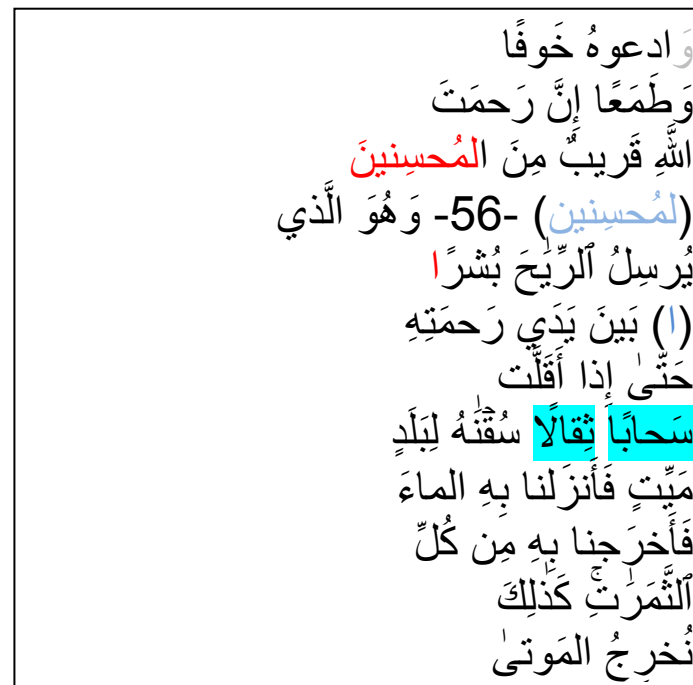 وَادعوهُ خَوفًا
وَطَمَعًا إِنَّ رَحمَتَ
اللَّهِ قَريبٌ مِنَ المُحسِنينَ
(لمُحسِنين) -56- وَهُوَ الَّذي
يُرسِلُ ٱلرِّيَٰحَ بُشرًا
(ا) بَينَ يَدَي رَحمَتِهِ
حَتّىٰ إِذا أَقَلَّت
سَحابًا ثِقالًا سُقۡنَٰهُ لِبَلَدٍ
مَيِّتٍ فَأَنزَلنا بِهِ الماءَ
فَأَخرَجنا بِهِ مِن كُلِّ
ٱلثَّمَرَٰتِۚ كَذٰلِكَ
نُخرِجُ المَوتىٰ